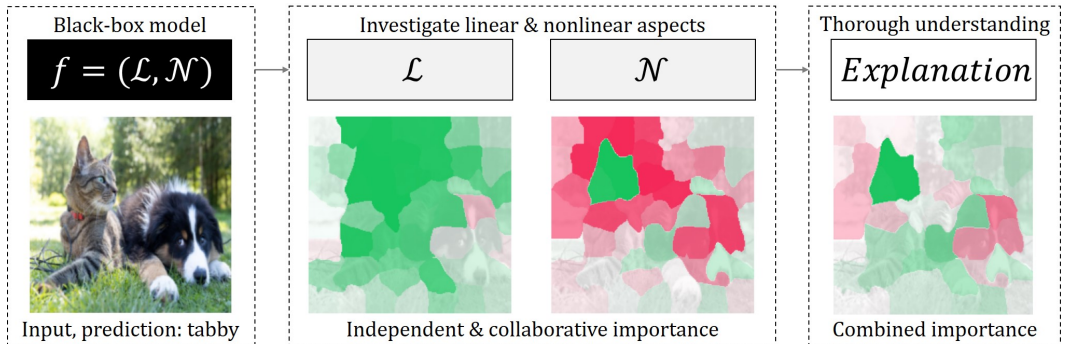 Black-box model
f = (ℒ, 𝒩)
Input, prediction: tabby
Investigate linear & nonlinear aspects
ℒ
𝒩
Independent & collaborative importance
Thorough understanding
Explanation
Combined importance